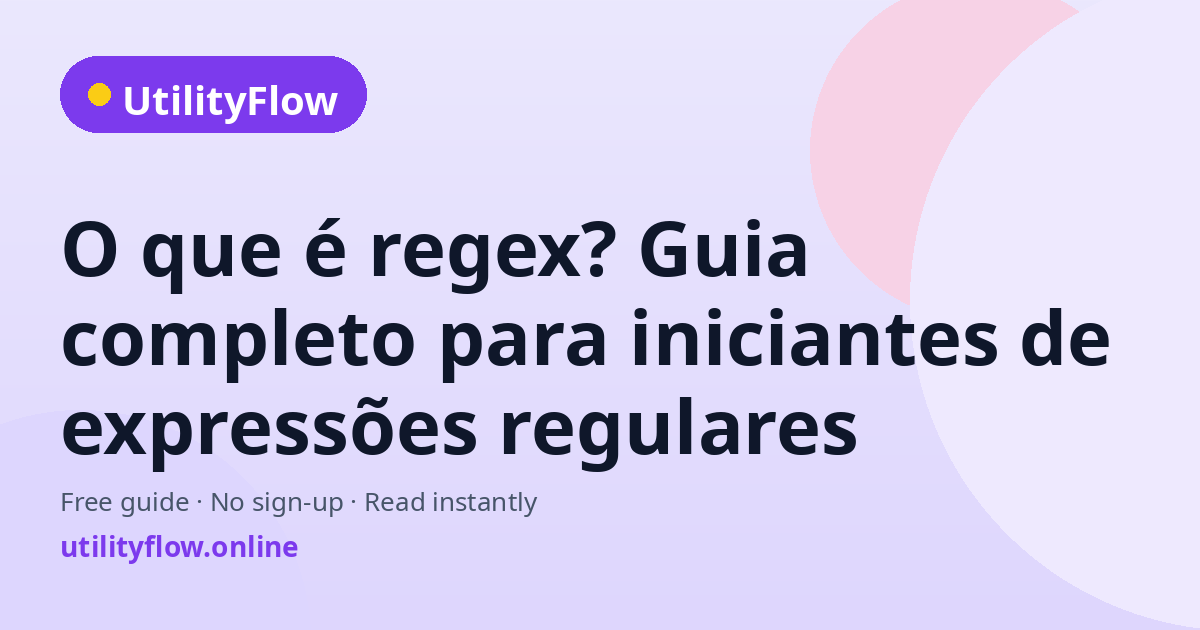 UtilityFlow
O que é regex? Guia
completo para iniciantes de
expressões regulares
Free guide · No sign-up · Read instantly
utilityflow.online